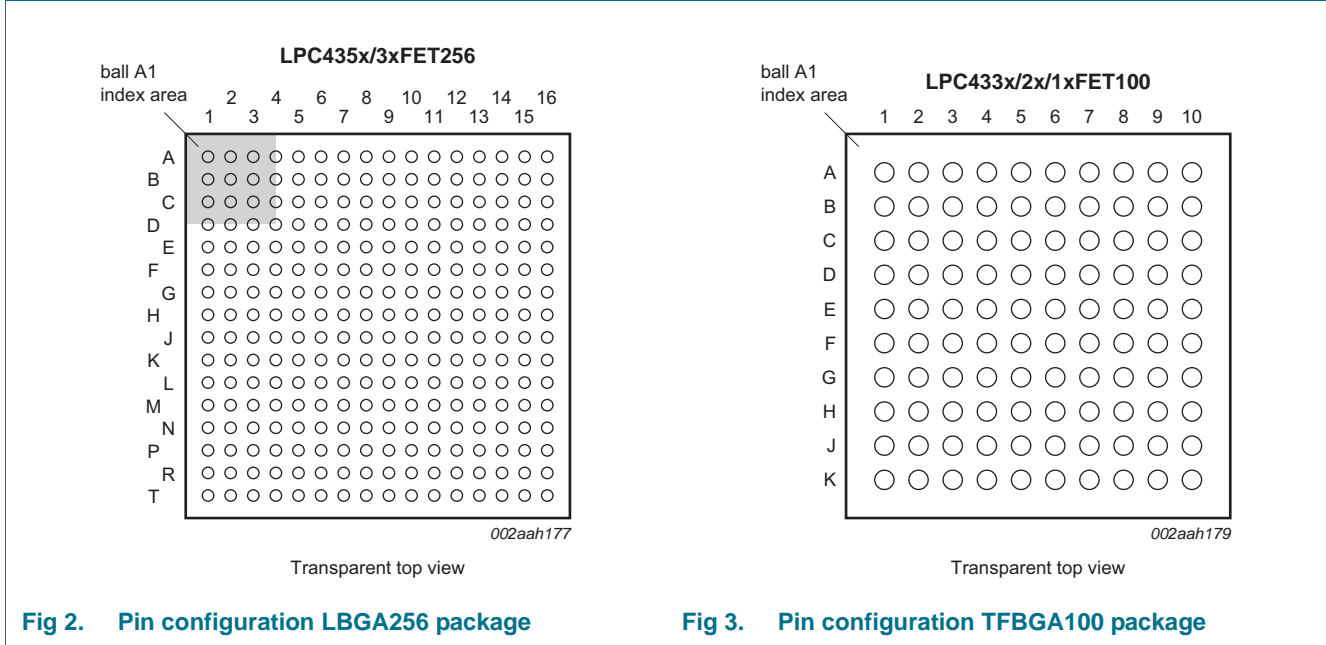 LPC435x/3xFET256
ball A1
index area
2 4 6 8 10 12 14 16
1 3 5 7 9 11 13 15
A
B
C
D
E
F
G
H
J
K
L
M
N
P
R
T
002aah177
Transparent top view
Fig 2. Pin configuration LBGA256 package
ball A1
index area
LPC433x/2x/1xFET100
1 2 3 4 5 6 7 8 9 10
A
B
C
D
E
F
G
H
J
K
002aah179
Transparent top view
Fig 3. Pin configuration TFBGA100 package